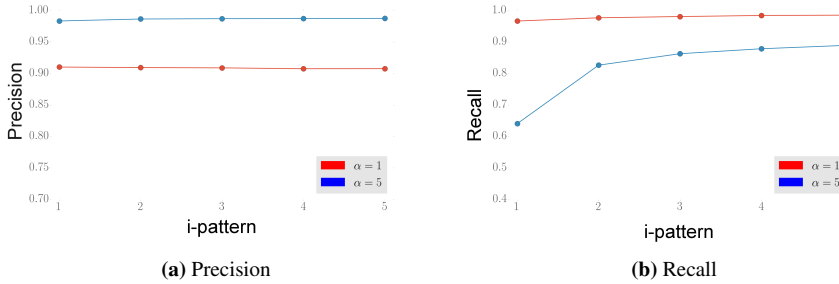 1.00
0.95
0.90
0.85
0.80
0.75
0.70
Precision
1 2 3 4 5
i-pattern
α = 1
α = 5
(a) Precision
1.0
0.9
0.8
0.7
0.6
0.5
0.4
Recall
1 2 3 4
i-pattern
α = 1
α = 5
(b) Recall